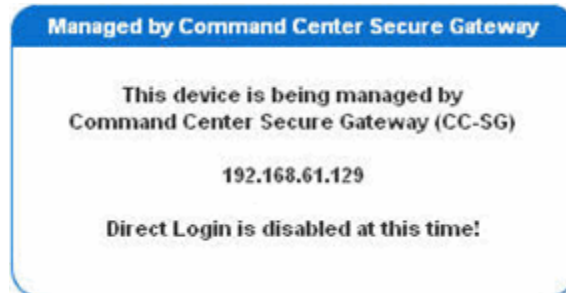 Managed by Command Center Secure Gateway
This device is being managed by
Command Center Secure Gateway (CC-SG)
192.168.61.129
Direct Login is disabled at this time!